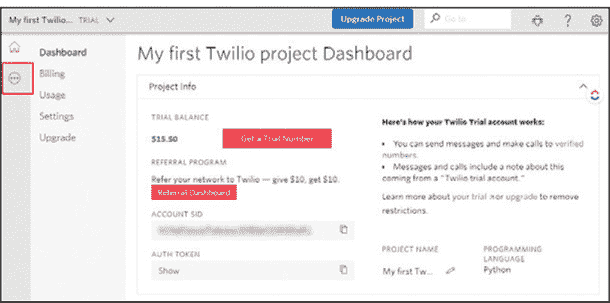 My first Twilio... TRIAL
Upgrade Project
Go to
?
Dashboard
Billing
Usage
Settings
Upgrade
My first Twilio project Dashboard
Project Info
TRIAL BALANCE
$15.50
Get a Trial Number
REFERRAL PROGRAM
Refer your network to Twilio — give $10, get $10.
Referral Dashboard
ACCOUNT SID
AUTH TOKEN
Show
Here's how your Twilio Trial account works:
• You can send messages and make calls to verified
numbers.
• Messages and calls include a note about this
coming from a "Twilio trial account."
Learn more about your trial or upgrade to remove
restrictions.
PROJECT NAME
My first Tw...
PROGRAMMING
LANGUAGE
Python